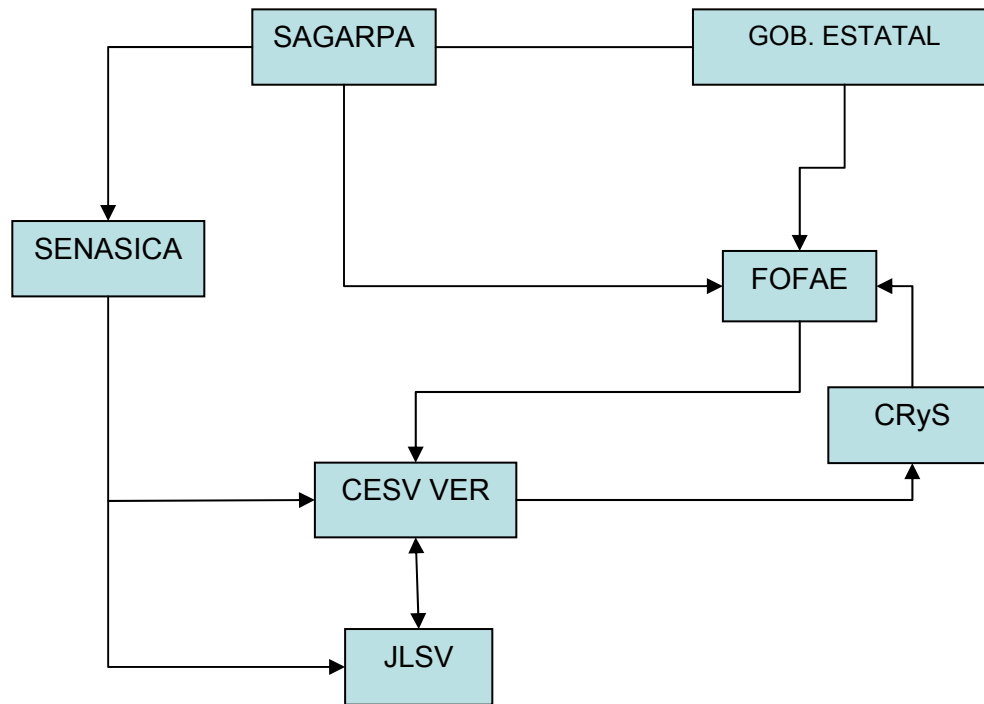 SAGARPA
GOB. ESTATAL
SENASICA
FOFAE
CRyS
CESV VER
JLSV